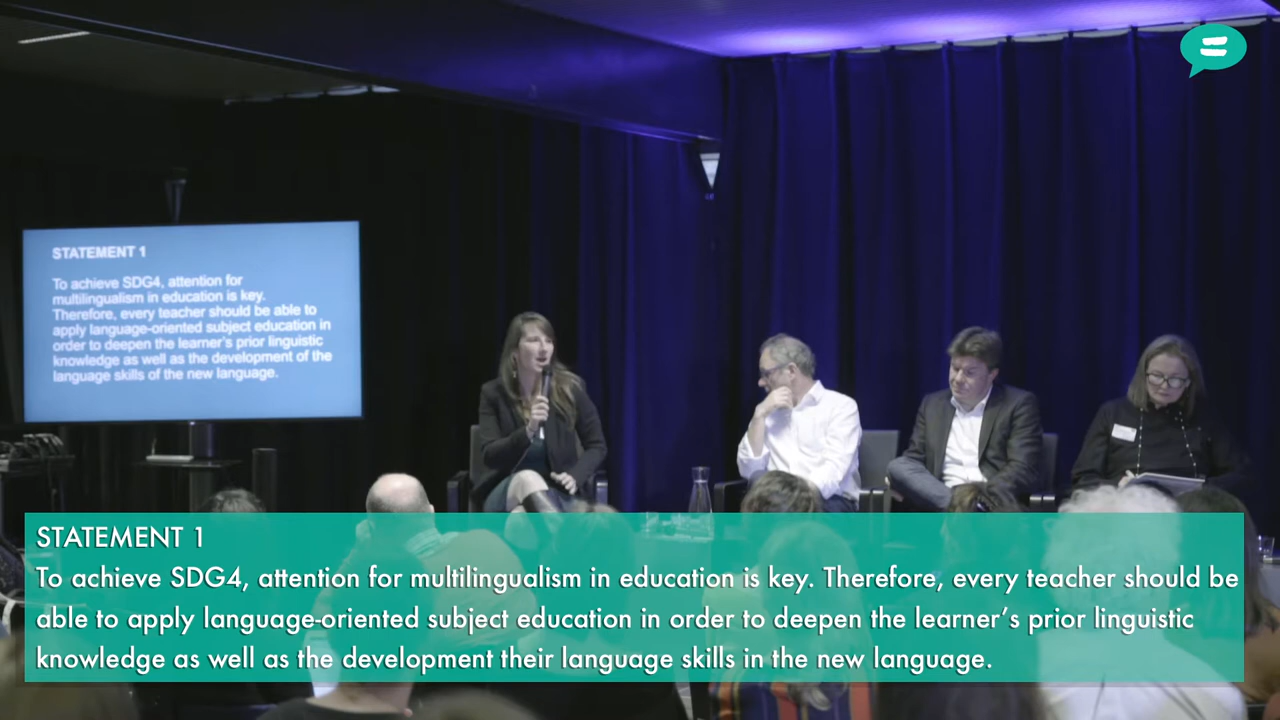 STATEMENT 1
To achieve SDG4, attention for
multilingualism in education is key.
Therefore, every teacher should be able to
apply language-oriented subject education in
order to deepen the learner's prior linguistic
knowledge as well as the development of the
language skills of the new language.
STATEMENT 1
To achieve SDG4, attention for multilingualism in education is key. Therefore, every teacher should be
able to apply language-oriented subject education in order to deepen the learner's prior linguistic
knowledge as well as the development their language skills in the new language.